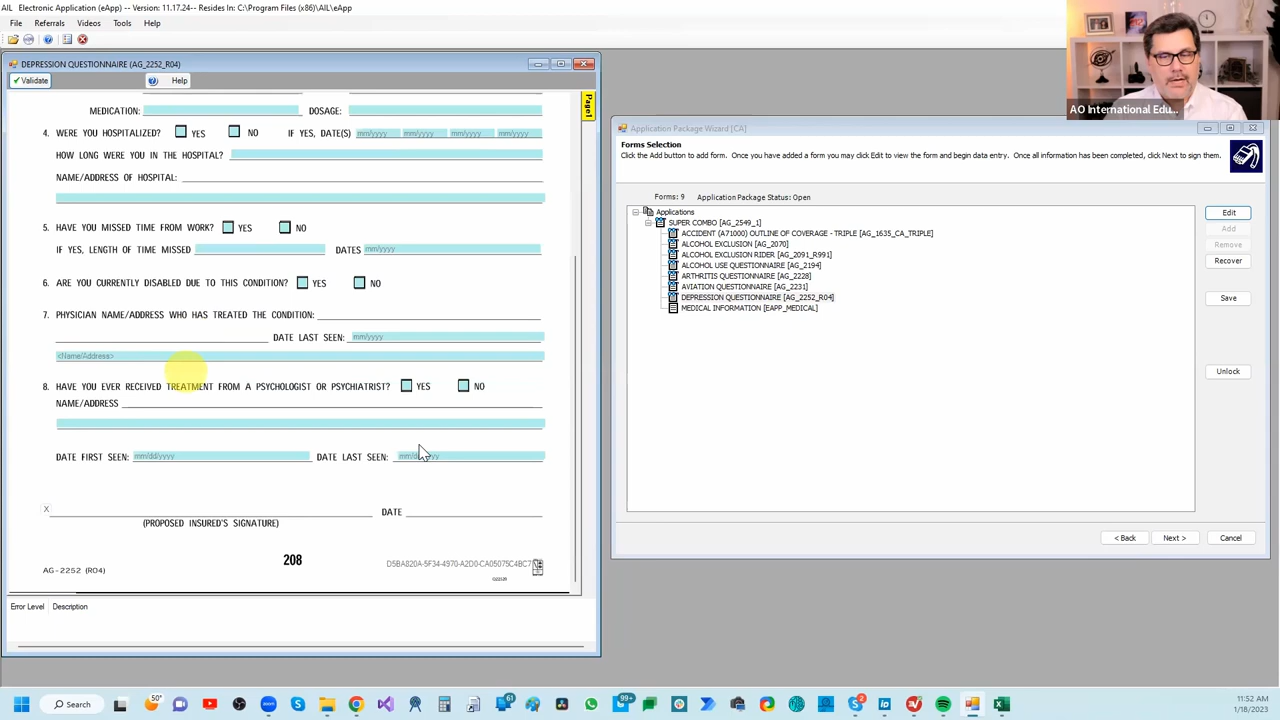 AIL   Electronic Application (eApp) -- Version: 11.17.24-- Resides In: C:\Program Files (x86)\AIL\eApp
File Referrals Videos Tools Help
DEPRESSION QUESTIONNAIRE (AG_2252_R04)
Validate Help
Page1
MEDICATION: DOSAGE:
4. WERE YOU HOSPITALIZED? YES NO IF YES, DATE(S) mm/yyyy mm/yyyy mm/yyyy mm/yyyy
HOW LONG WERE YOU IN THE HOSPITAL?
NAME/ADDRESS OF HOSPITAL:
5. HAVE YOU MISSED TIME FROM WORK? YES NO
IF YES, LENGTH OF TIME MISSED DATES mm/yyyy
6. ARE YOU CURRENTLY DISABLED DUE TO THIS CONDITION? YES NO
7. PHYSICIAN NAME/ADDRESS WHO HAS TREATED THE CONDITION:
DATE LAST SEEN: mm/yyyy
<Name/Address>
8. HAVE YOU EVER RECEIVED TREATMENT FROM A PSYCHOLOGIST OR PSYCHIATRIST? YES NO
NAME/ADDRESS
DATE FIRST SEEN: mm/dd/yyyy DATE LAST SEEN:
X DATE
(PROPOSED INSURED'S SIGNATURE)
208
D5BA820A-5F34-4970-A2D0-CA05075C4BC7
AG-2252 (R04)
Error Level Description
AO International Edu...
Application Package Wizard [CA]
Forms Selection
Click the Add button to add form. Once you have added a form you may click Edit to view the form and begin data entry. Once all information has been completed, click Next to sign them.
Forms: 9 Application Package Status: Open
Applications
SUPER COMBO [AG_2549_1]
ACCIDENT (A71000) OUTLINE OF COVERAGE - TRIPLE [AG_1635_CA_TRIPLE]
ALCOHOL EXCLUSION [AG_2070]
ALCOHOL EXCLUSION RIDER [AG_2091_R991]
ALCOHOL USE QUESTIONNAIRE [AG_2194]
ARTHRITIS QUESTIONNAIRE [AG_2228]
AVIATION QUESTIONNAIRE [AG_2231]
DEPRESSION QUESTIONNAIRE [AG_2252_R04]
MEDICAL INFORMATION [EAPP_MEDICAL]
Edit
Add
Remove
Recover
Save
Unlock
< Back Next > Cancel
Search
50°
61
99+
11:52 AM
1/18/2023